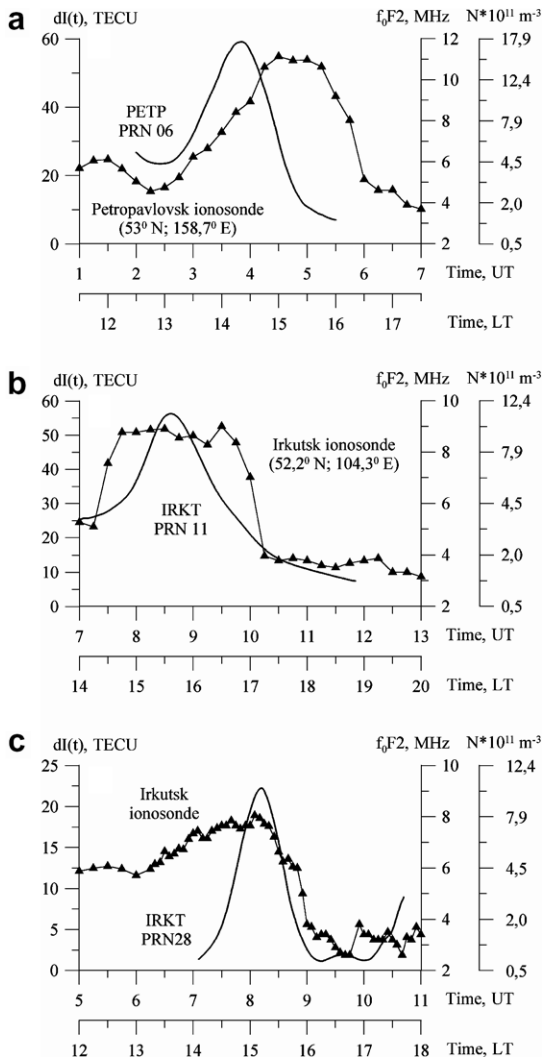 a
dI(t), TECU
f₀F2, MHz
N*10¹¹ m⁻³
60
40
20
0
12
10
8
6
4
2
17,9
12,4
7,9
4,5
2,0
0,5
PETP
PRN 06
Petropavlovsk ionosonde
(53⁰ N; 158,7⁰ E)
1 2 3 4 5 6 7
Time, UT
12 13 14 15 16 17
Time, LT
b
dI(t), TECU
f₀F2, MHz
N*10¹¹ m⁻³
60
50
40
30
20
10
0
10
8
6
4
2
12,4
7,9
4,5
2,0
0,5
Irkutsk ionosonde
(52,2⁰ N; 104,3⁰ E)
IRKT
PRN 11
7 8 9 10 11 12 13
Time, UT
14 15 16 17 18 19 20
Time, LT
c
dI(t), TECU
f₀F2, MHz
N*10¹¹ m⁻³
25
20
15
10
5
0
10
8
6
4
2
12,4
7,9
4,5
2,0
0,5
Irkutsk
ionosonde
IRKT
PRN28
5 6 7 8 9 10 11
Time, UT
12 13 14 15 16 17 18
Time, LT